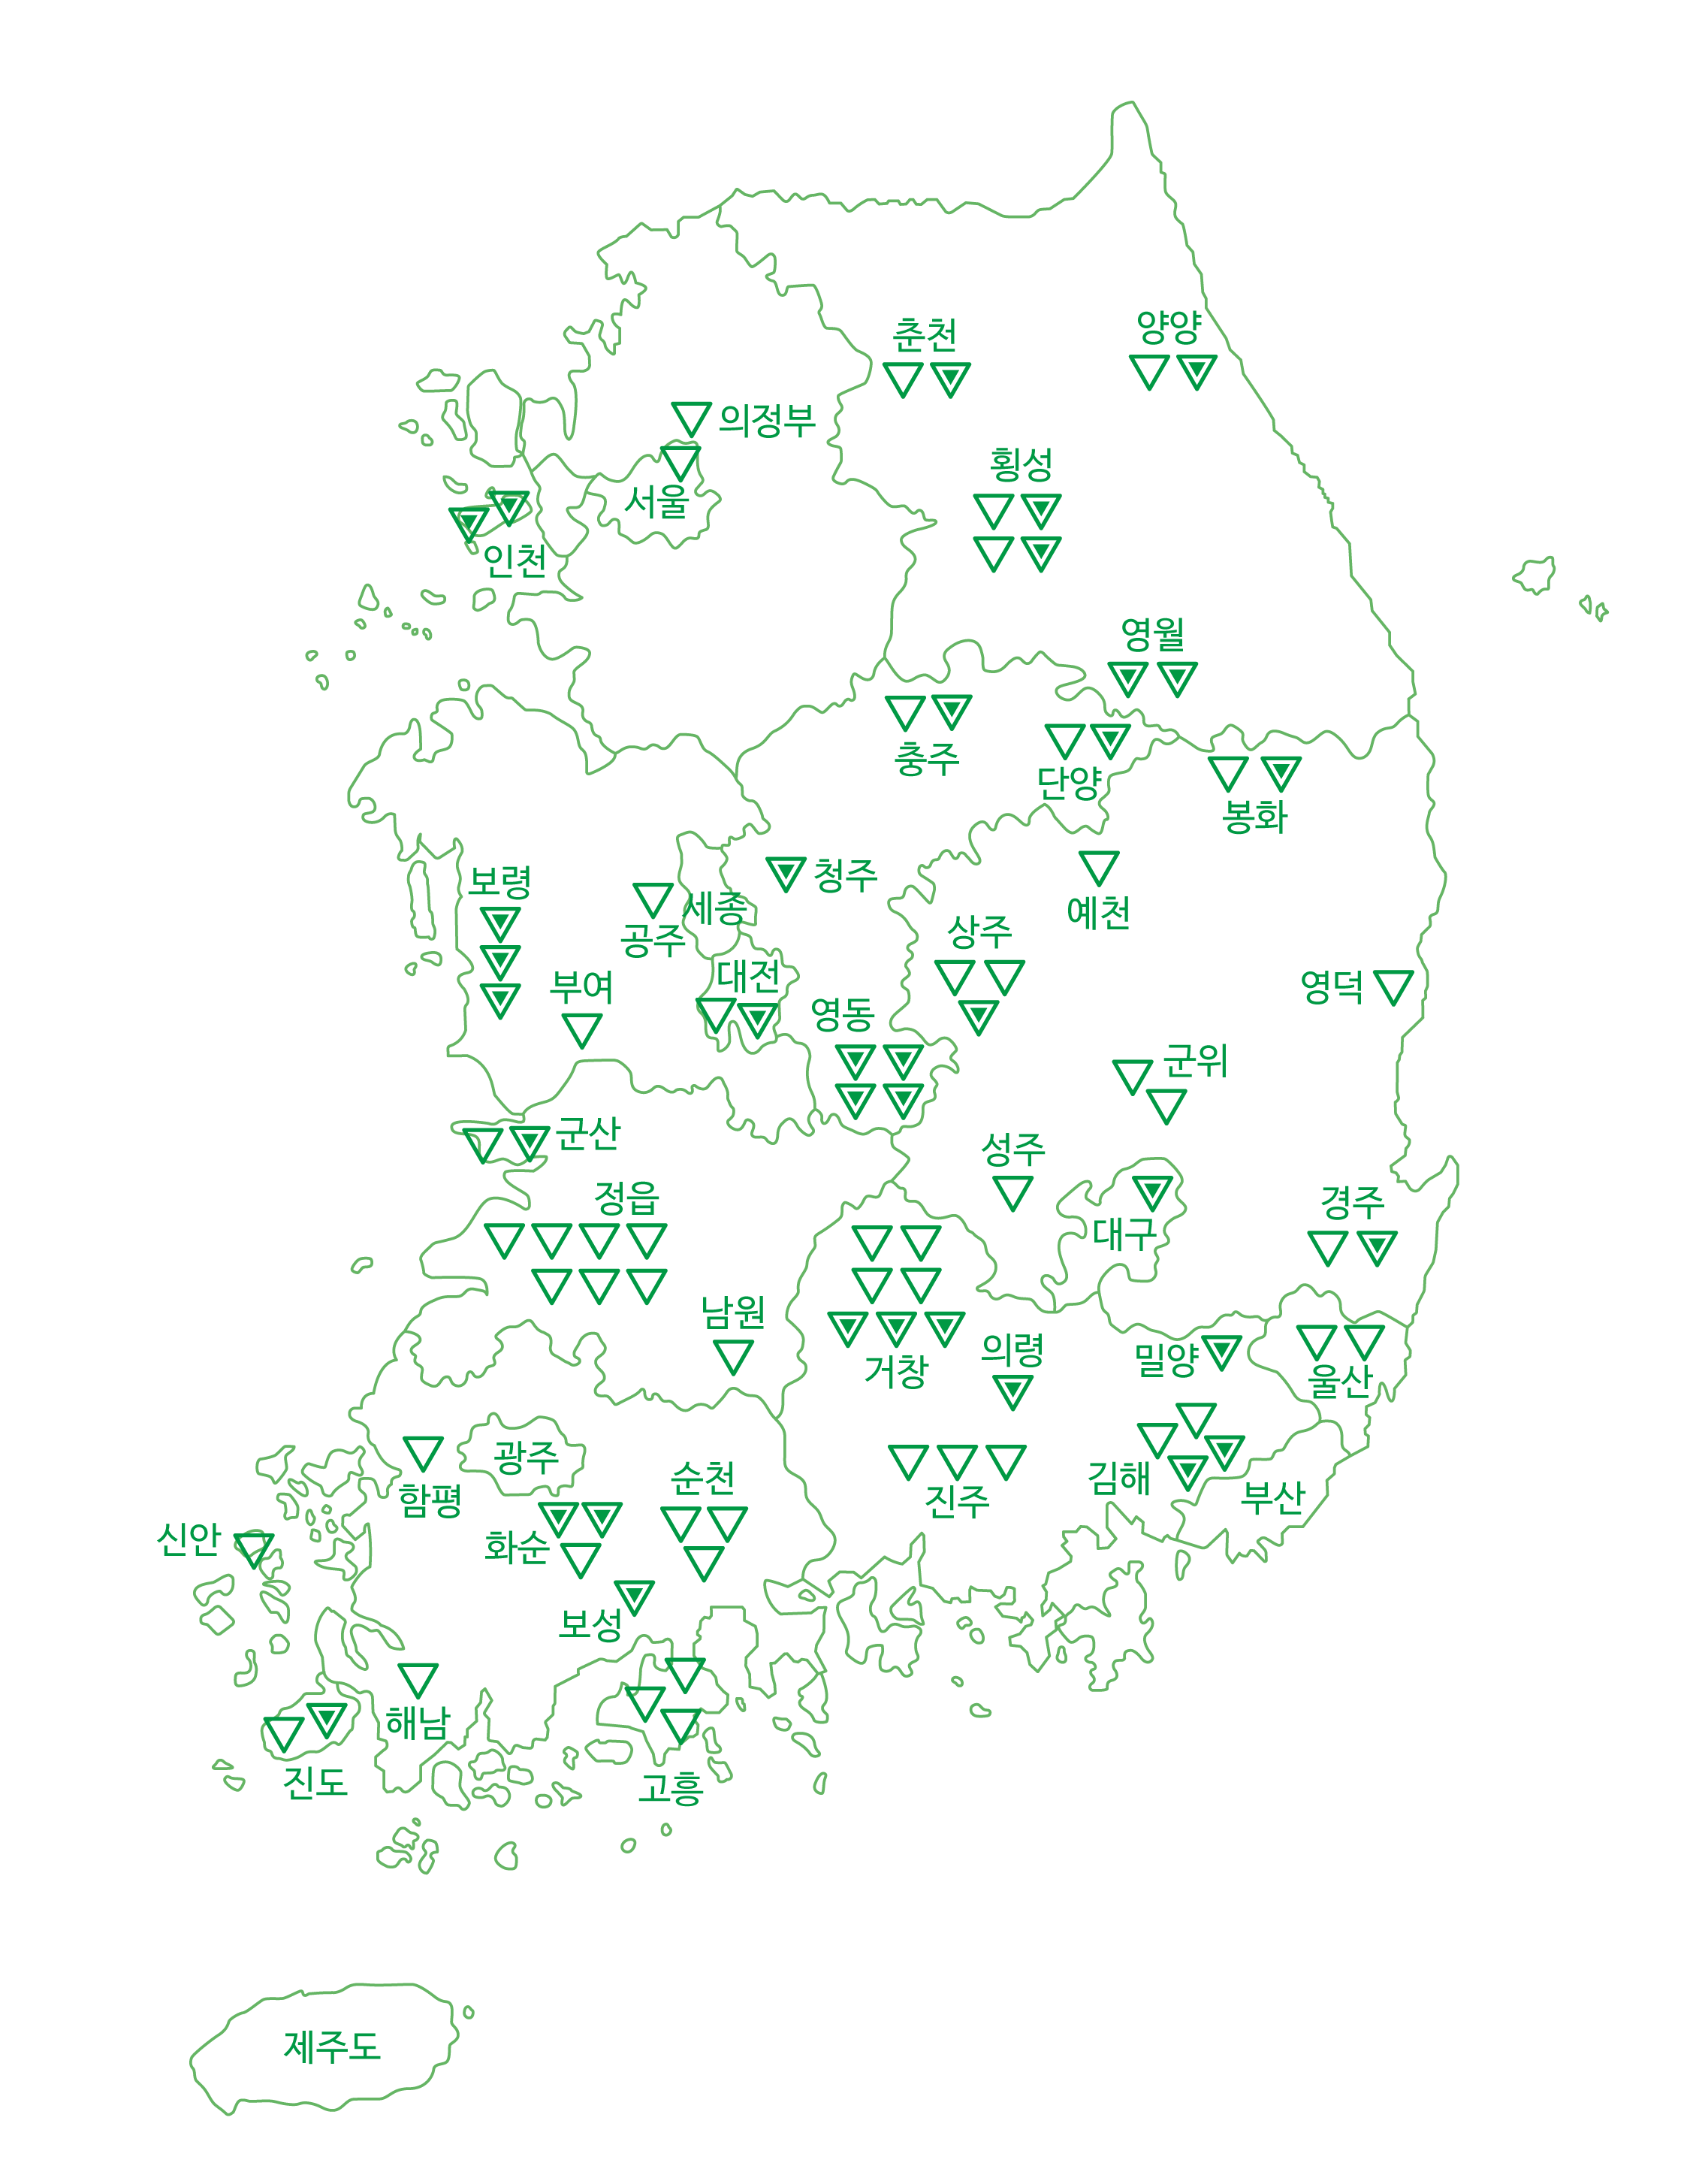 양양
춘천
의정부
횡성
서울
인천
영월
충주
단양
봉화
청주
보령
세종
예천
공주
상주
대전
부여
영덕
영동
군위
군산
성주
정읍
경주
대구
남원
의령
밀양
거창
울산
광주
순천
김해
함평
진주
부산
신안
화순
보성
해남
진도
고흥
제주도